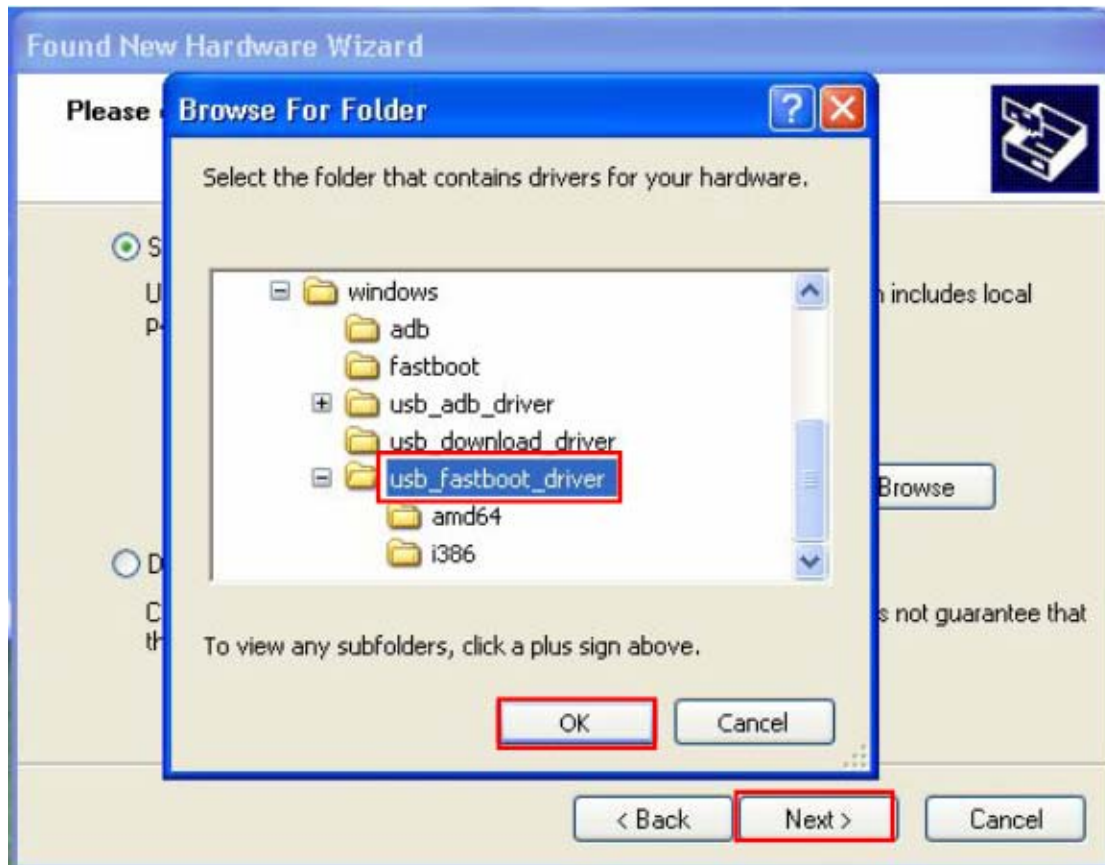 Found New Hardware Wizard
Please
Browse For Folder
Select the folder that contains drivers for your hardware.
S
U
n includes local
P
windows
adb
fastboot
usb_adb_driver
usb_download_driver
usb_fastboot_driver
amd64
i386
Browse
D
C
s not guarantee that
th
To view any subfolders, click a plus sign above.
OK
Cancel
< Back
Next >
Cancel